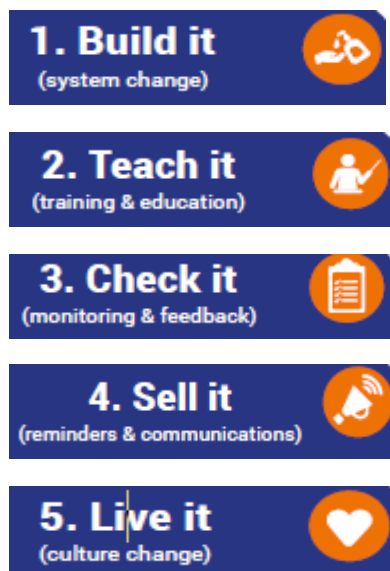 1. Build it
(system change)
2. Teach it
(training & education)
3. Check it
(monitoring & feedback)
4. Sell it
(reminders & communications)
5. Live it
(culture change)